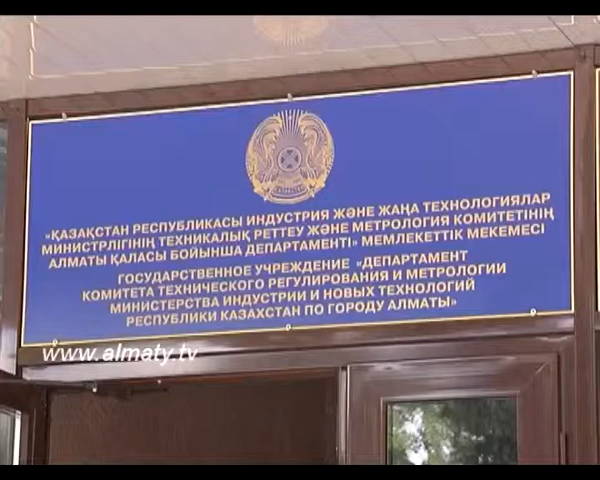 «ҚАЗАҚСТАН РЕСПУБЛИКАСЫ ИНДУСТРИЯ ЖӘНЕ ЖАҢА ТЕХНОЛОГИЯЛАР
МИНИСТРЛІГІНІҢ ТЕХНИКАЛЫҚ РЕТТЕУ ЖӘНЕ МЕТРОЛОГИЯ КОМИТЕТІНІҢ
АЛМАТЫ ҚАЛАСЫ БОЙЫНША ДЕПАРТАМЕНТІ» МЕМЛЕКЕТТІК МЕКЕМЕСІ
ГОСУДАРСТВЕННОЕ УЧРЕЖДЕНИЕ «ДЕПАРТАМЕНТ
КОМИТЕТА ТЕХНИЧЕСКОГО РЕГУЛИРОВАНИЯ И МЕТРОЛОГИИ
МИНИСТЕРСТВА ИНДУСТРИИ И НОВЫХ ТЕХНОЛОГИЙ
РЕСПУБЛИКИ КАЗАХСТАН ПО ГОРОДУ АЛМАТЫ»
www.almaty.tv